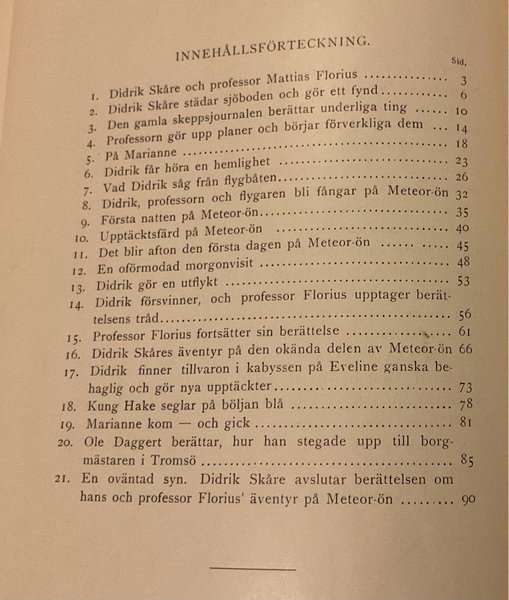 INNEHÅLLSFÖRTECKNING.
Sid.
1. Didrik Skåre och professor Mattias Florius ............ 3
2. Didrik Skåre städar sjöboden och gör ett fynd ............ 6
3. Den gamla skeppsjournalen berättar underliga ting ...... 10
4. Professorn gör upp planer och börjar förverkliga dem ... 14
5. På Marianne ............ 18
6. Didrik får höra en hemlighet ............ 23
7. Vad Didrik såg från flygbåten ............ 26
8. Didrik, professorn och flygaren bli fångar på Meteor-ön 32
9. Första natten på Meteor-ön ............ 35
10. Upptäcktsfärd på Meteor-ön ............ 40
11. Det blir afton den första dagen på Meteor-ön ............ 45
12. En oförmodad morgonvisit ............ 48
13. Didrik gör en utflykt ............ 53
14. Didrik försvinner, och professor Florius upptager berät-
telsens tråd ............ 56
15. Professor Florius fortsätter sin berättelse ............ 61
16. Didrik Skåres äventyr på den okända delen av Meteor-ön 66
17. Didrik finner tillvaron i kabyssen på Eveline ganska be-
haglig och gör nya upptäckter ............ 73
18. Kung Hake seglar på böljan blå ............ 78
19. Marianne kom — och gick ............ 81
20. Ole Daggert berättar, hur han stegade upp till borg-
mästaren i Tromsö ............ 85
21. En oväntad syn. Didrik Skåre avslutar berättelsen om
hans och professor Florius' äventyr på Meteor-ön ......... 90